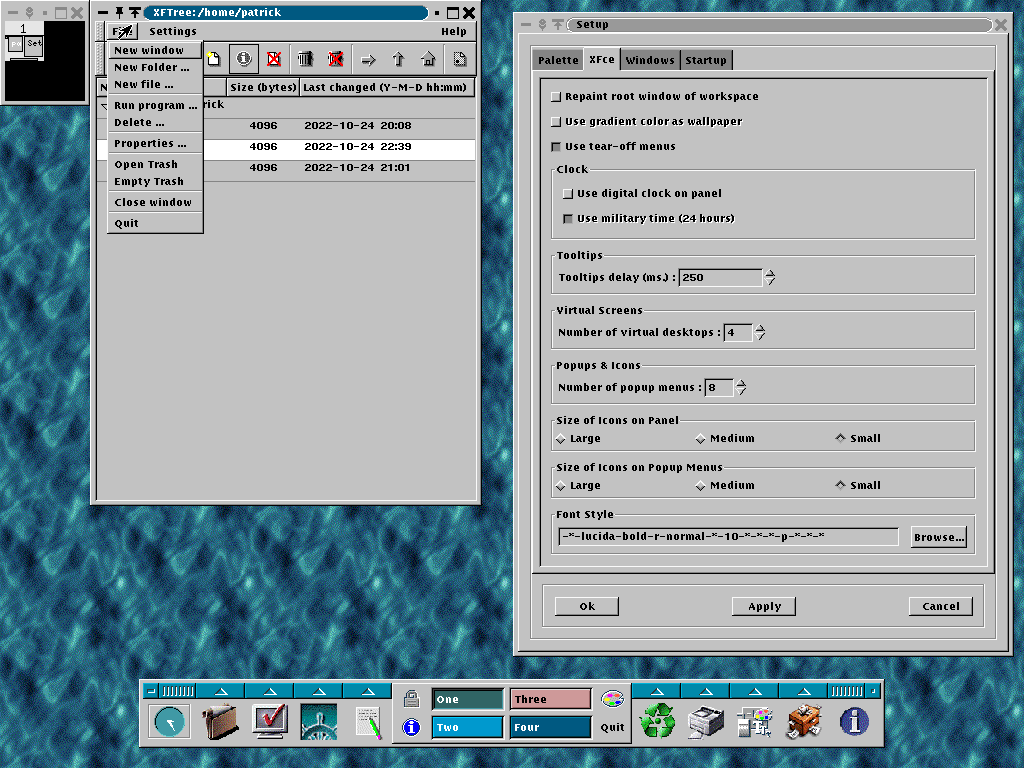 1
Set
XFTree:/home/patrick
Settings
Help
New window
New Folder ...
New file ...
Run program ...
Delete ...
Properties ...
Open Trash
Empty Trash
Close window
Quit
Size (bytes)
Last changed (Y-M-D hh:mm)
rick
4096 2022-10-24 20:08
4096 2022-10-24 22:39
4096 2022-10-24 21:01
Setup
Palette
XFce
Windows
Startup
Repaint root window of workspace
Use gradient color as wallpaper
Use tear-off menus
Clock
Use digital clock on panel
Use military time (24 hours)
Tooltips
Tooltips delay (ms.) : 250
Virtual Screens
Number of virtual desktops : 4
Popups & Icons
Number of popup menus : 8
Size of Icons on Panel
Large Medium Small
Size of Icons on Popup Menus
Large Medium Small
Font Style
-*-lucida-bold-r-normal-*-10-*-*-*-p-*-*-*
Browse...
Ok
Apply
Cancel
One
Three
Two
Four
Quit